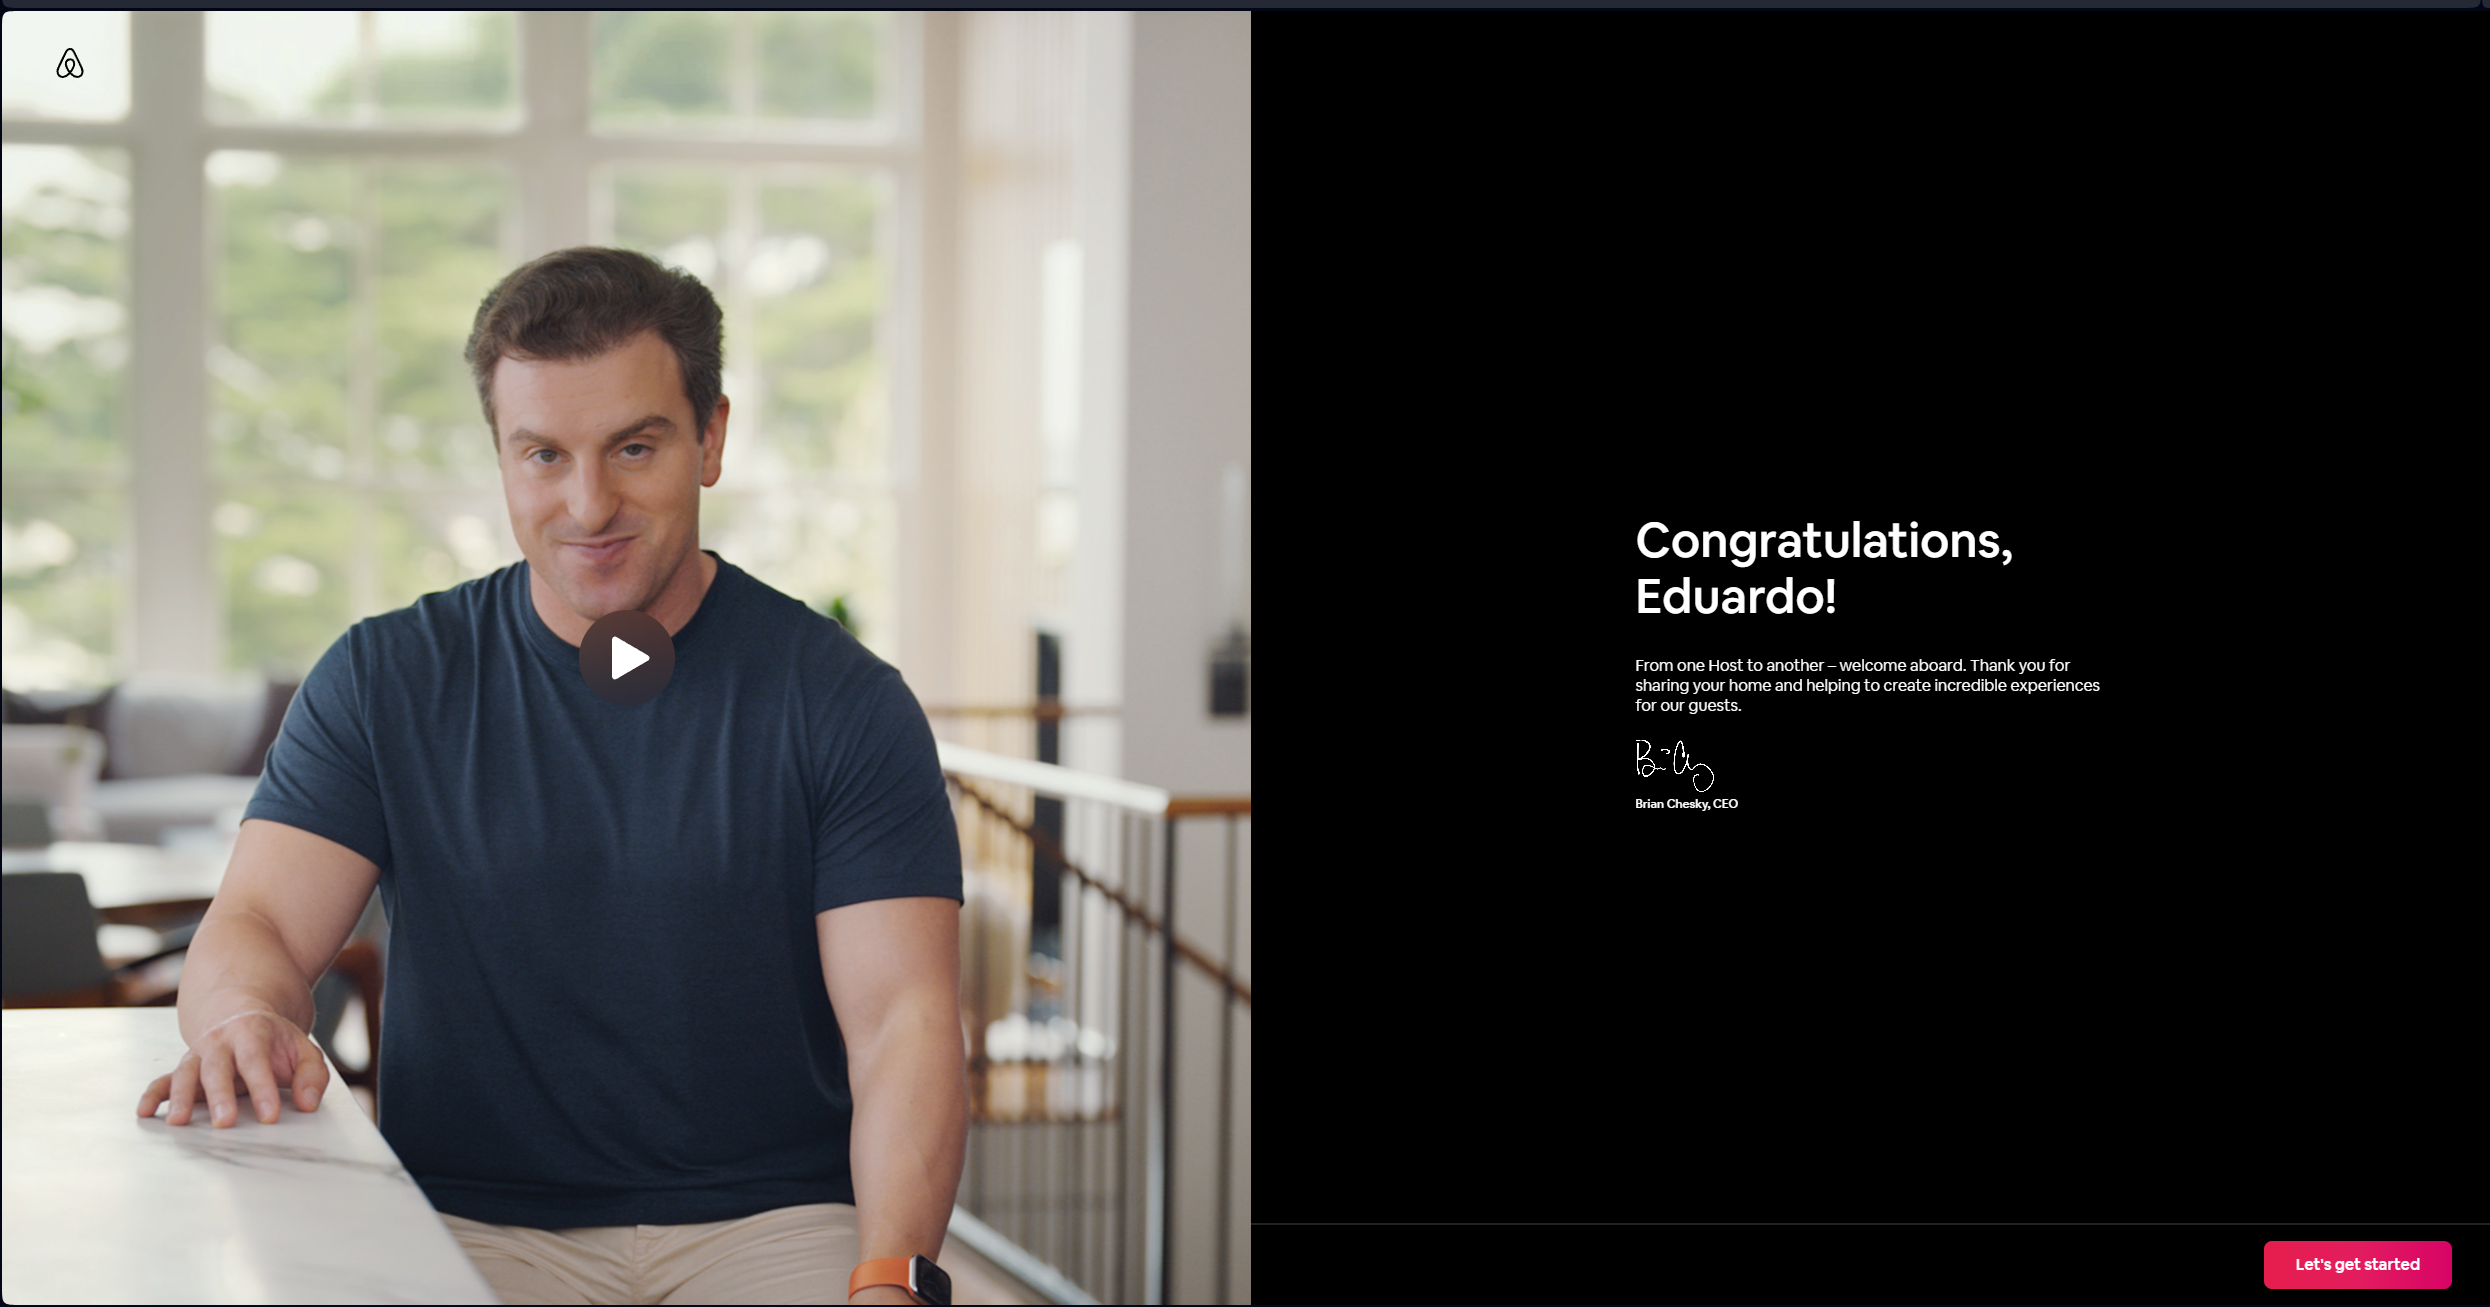 Congratulations,
Eduardo!
From one Host to another – welcome aboard. Thank you for
sharing your home and helping to create incredible experiences
for our guests.
Brian Chesky, CEO
Let's get started